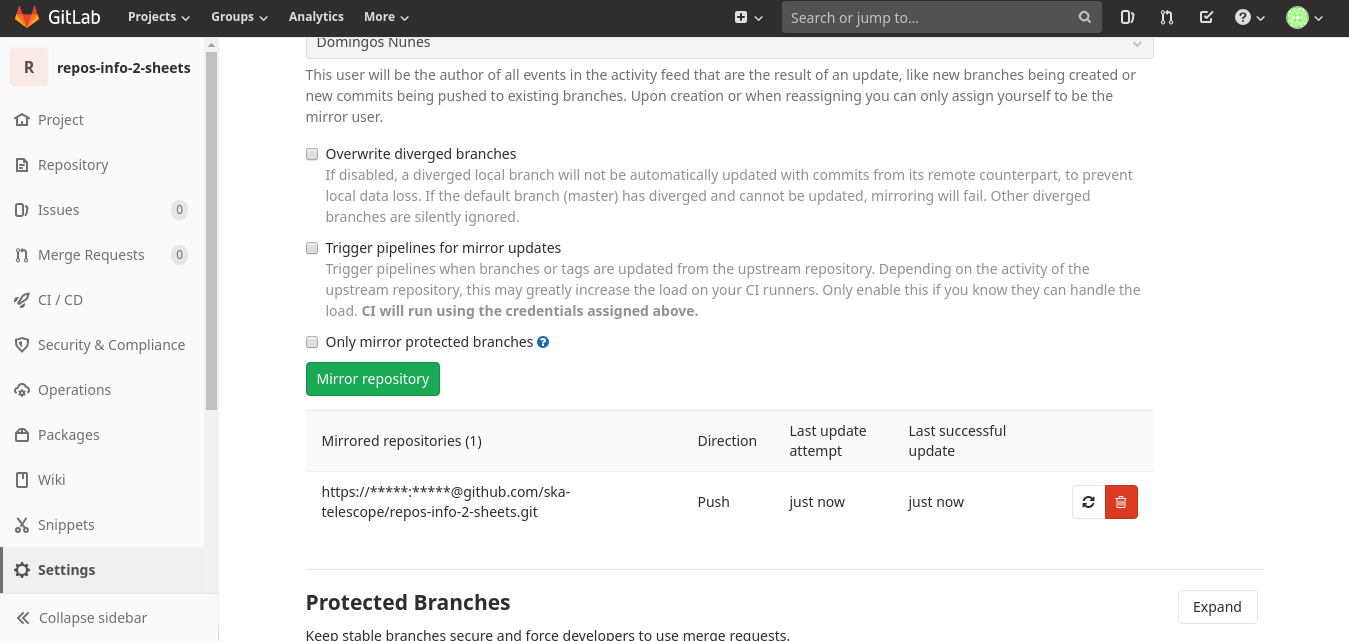 GitLab Projects Groups Analytics More Search or jump to...
R repos-info-2-sheets
Project
Repository
Issues 0
Merge Requests 0
CI / CD
Security & Compliance
Operations
Packages
Wiki
Snippets
Settings
Collapse sidebar
Domingos Nunes
This user will be the author of all events in the activity feed that are the result of an update, like new branches being created or
new commits being pushed to existing branches. Upon creation or when reassigning you can only assign yourself to be the
mirror user.
Overwrite diverged branches
If disabled, a diverged local branch will not be automatically updated with commits from its remote counterpart, to prevent
local data loss. If the default branch (master) has diverged and cannot be updated, mirroring will fail. Other diverged
branches are silently ignored.
Trigger pipelines for mirror updates
Trigger pipelines when branches or tags are updated from the upstream repository. Depending on the activity of the
upstream repository, this may greatly increase the load on your CI runners. Only enable this if you know they can handle the
load. CI will run using the credentials assigned above.
Only mirror protected branches ?
Mirror repository
Mirrored repositories (1) Direction Last update attempt Last successful update
https://*****:*****@github.com/ska-
telescope/repos-info-2-sheets.git Push just now just now
Protected Branches Expand
Keep stable branches secure and force developers to use merge requests.